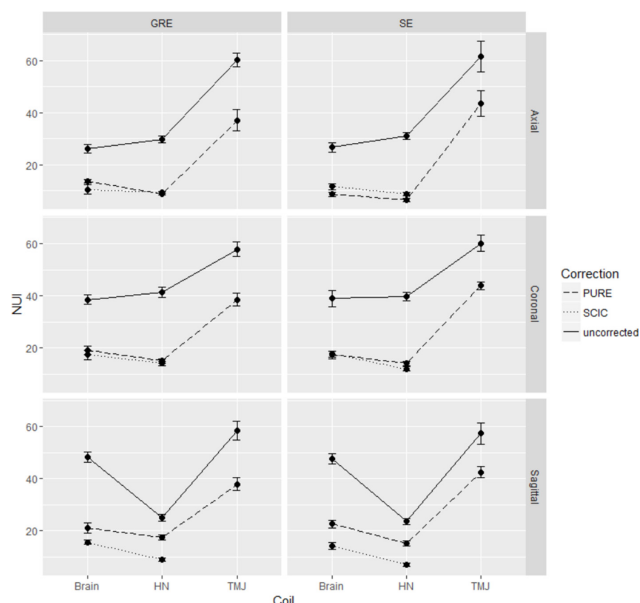 GRE
SE
60
40
20
Axial
60
40
20
Coronal
60
40
20
Sagittal
NUI
Brain
HN
TMJ
Brain
HN
TMJ
Coil
Correction
PURE
SCIC
uncorrected